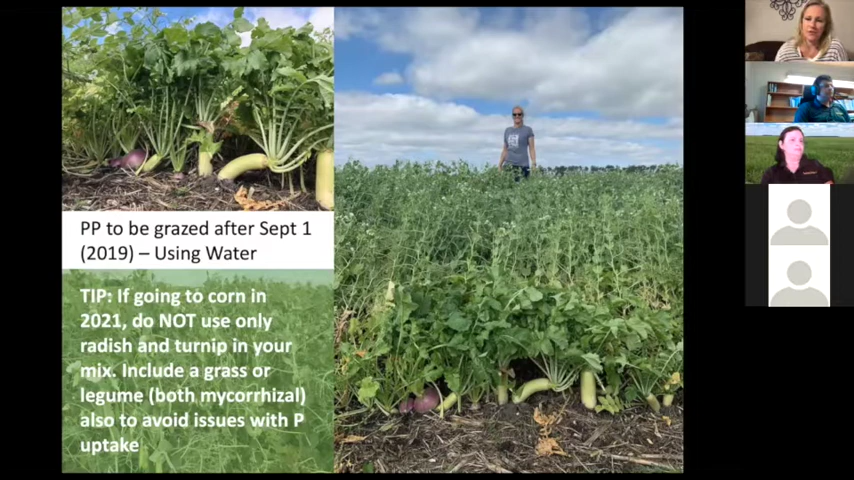 PP to be grazed after Sept 1
(2019) – Using Water
TIP: If going to corn in
2021, do NOT use only
radish and turnip in your
mix. Include a grass or
legume (both mycorrhizal)
also to avoid issues with P
uptake